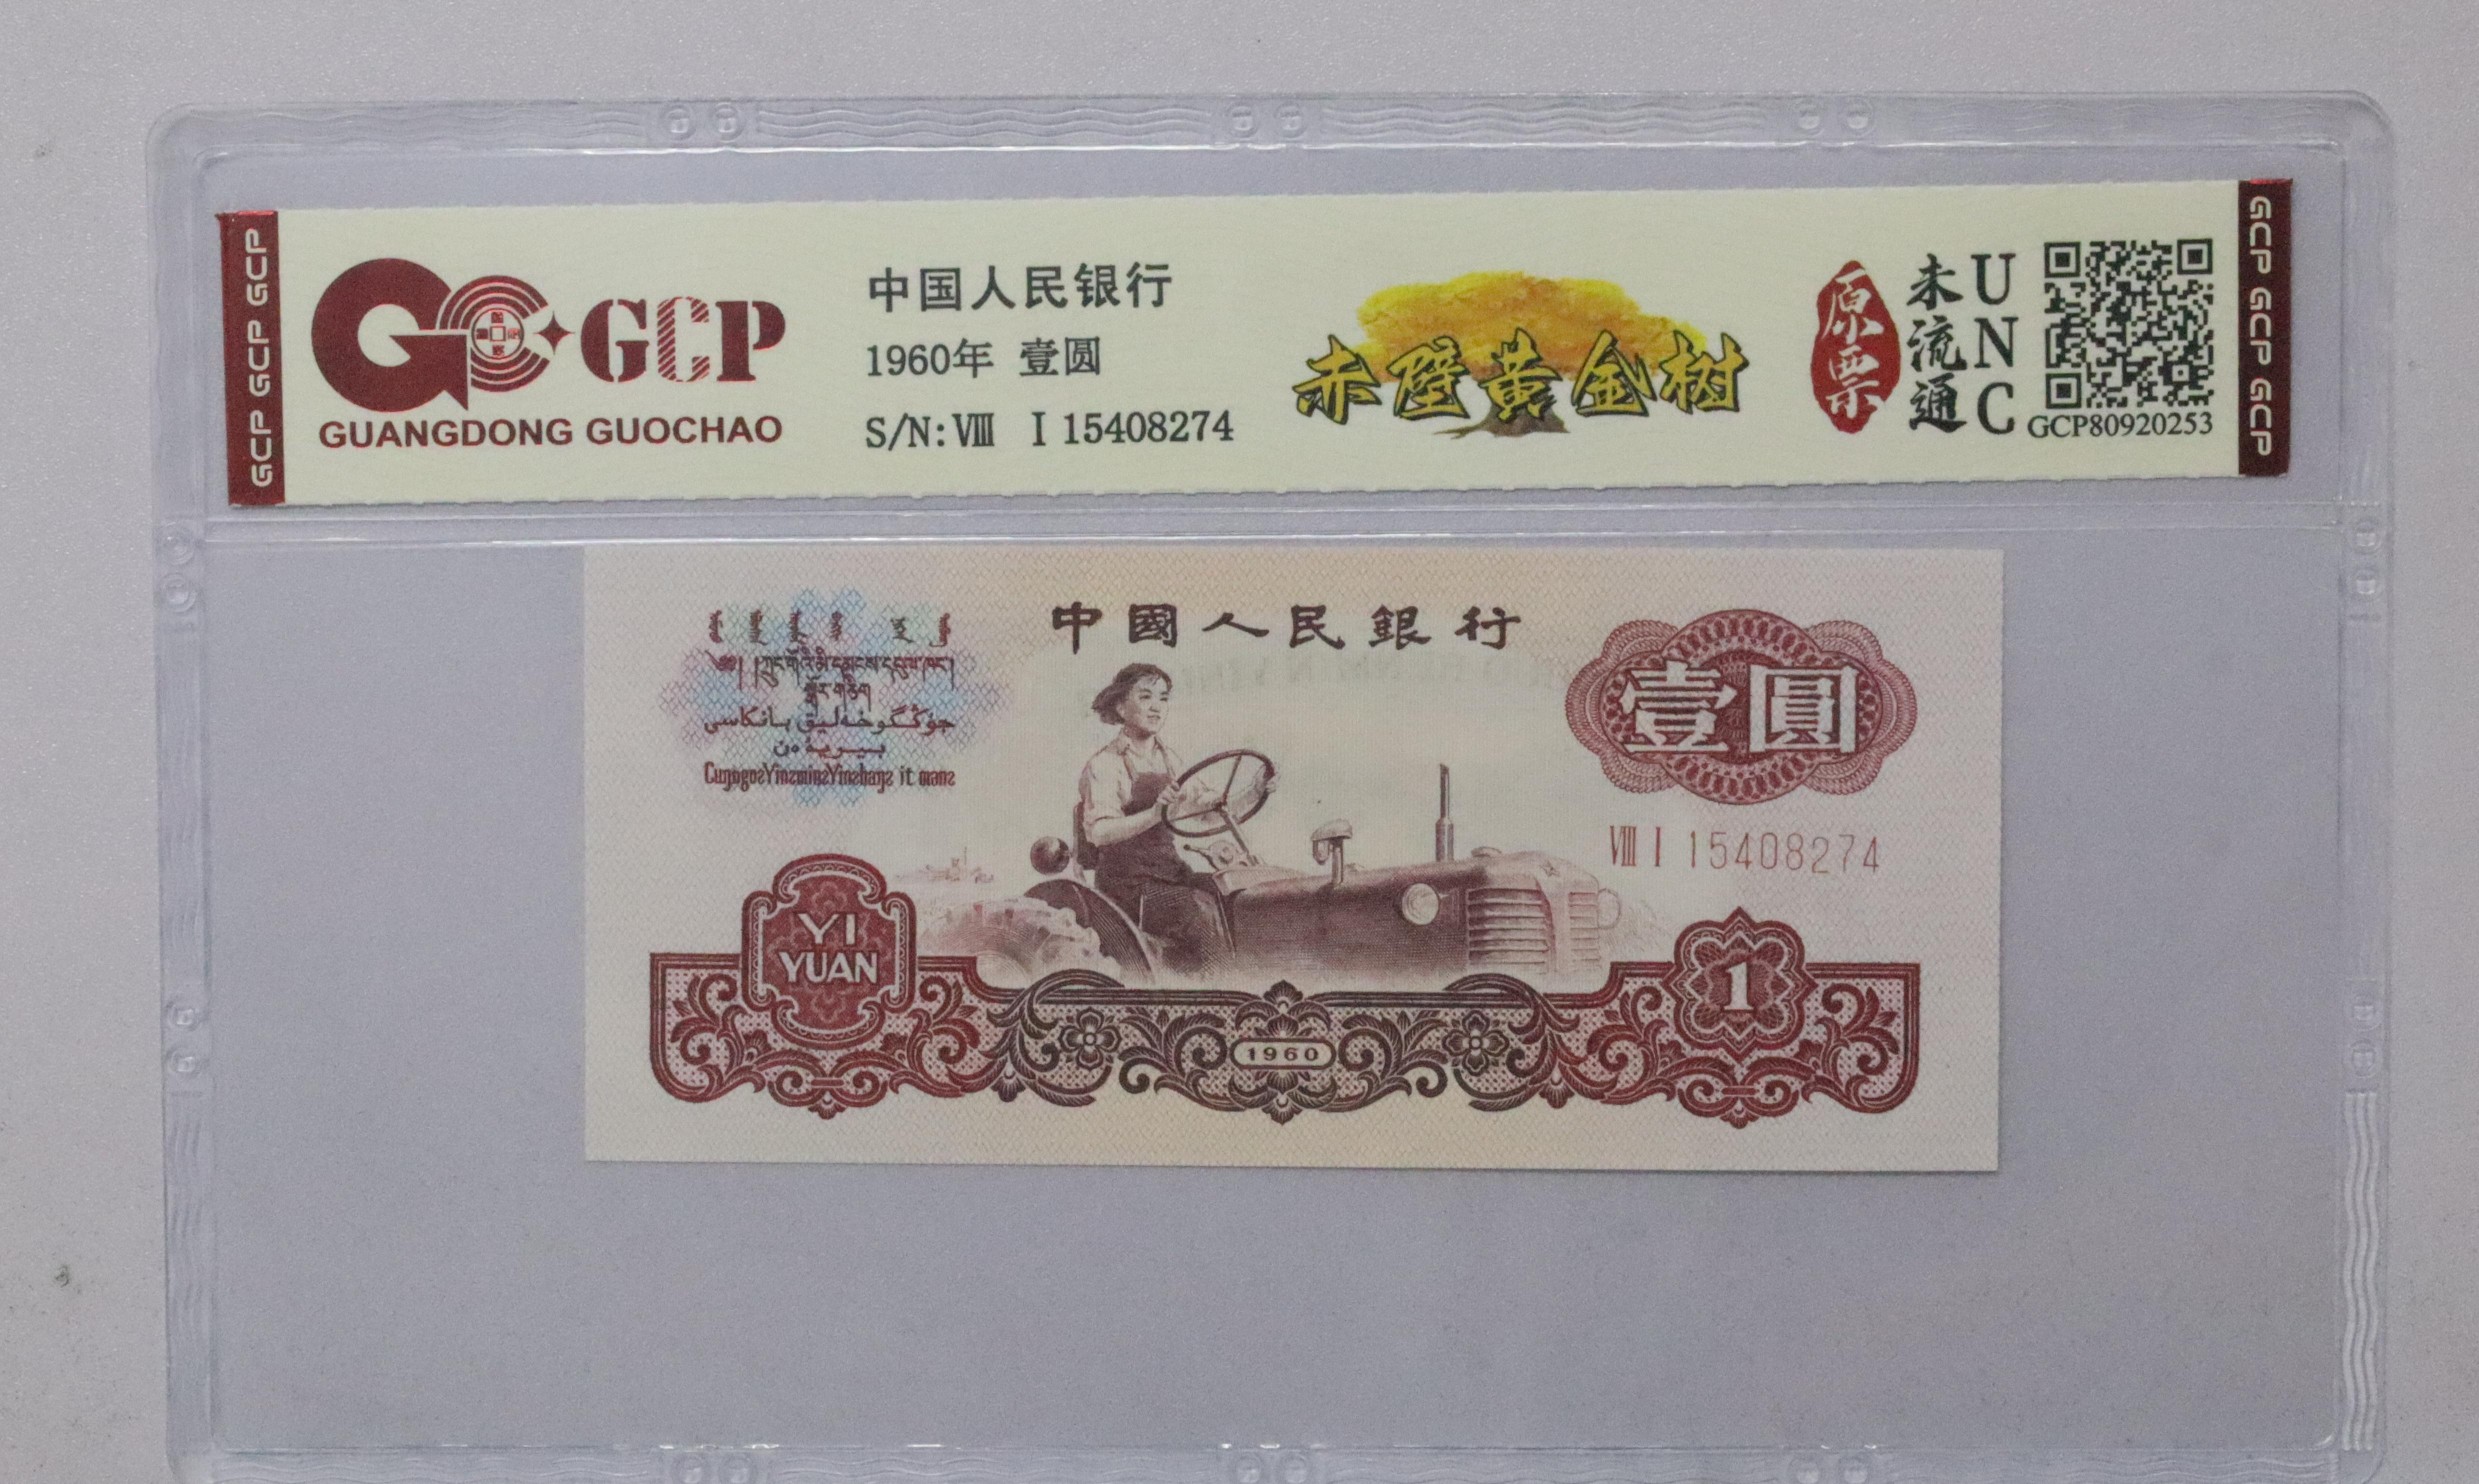 GCP GCP GCP
GCP
GUANGDONG GUOCHAO
中国人民银行
1960年 壹圆
S/N: Ⅷ Ⅰ 15408274
赤壁黄金树
原票
未流通
UNC
GCP80920253
GCP GCP GCP
中國人民銀行
壹圓
Ⅷ Ⅰ 15408274
YI
YUAN
1
1960